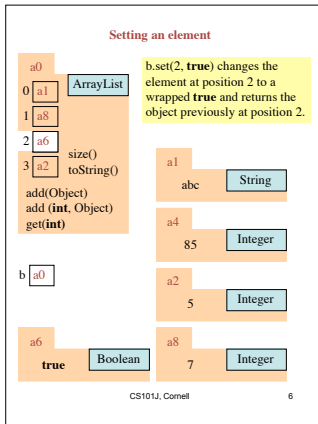 Setting an element
a0
ArrayList
0 a1
1 a8
2 a6
3 a2
size()
toString()
add(Object)
add (int, Object)
get(int)
b a0
b.set(2, true) changes the
element at position 2 to a
wrapped true and returns the
object previously at position 2.
a1
abc
String
a4
85
Integer
a2
5
Integer
a6
true
Boolean
a8
7
Integer
CS101J, Cornell
6